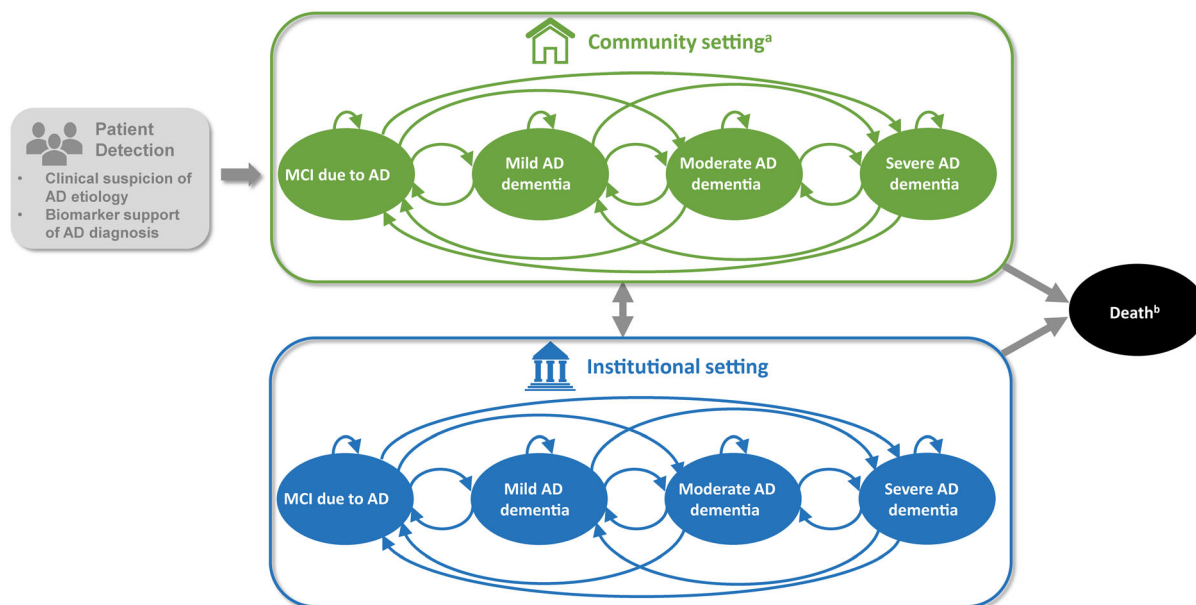 Community settingᵃ
Patient
Detection
• Clinical suspicion of
AD etiology
• Biomarker support
of AD diagnosis
MCI due to AD
Mild AD
dementia
Moderate AD
dementia
Severe AD
dementia
Deathᵇ
Institutional setting
MCI due to AD
Mild AD
dementia
Moderate AD
dementia
Severe AD
dementia